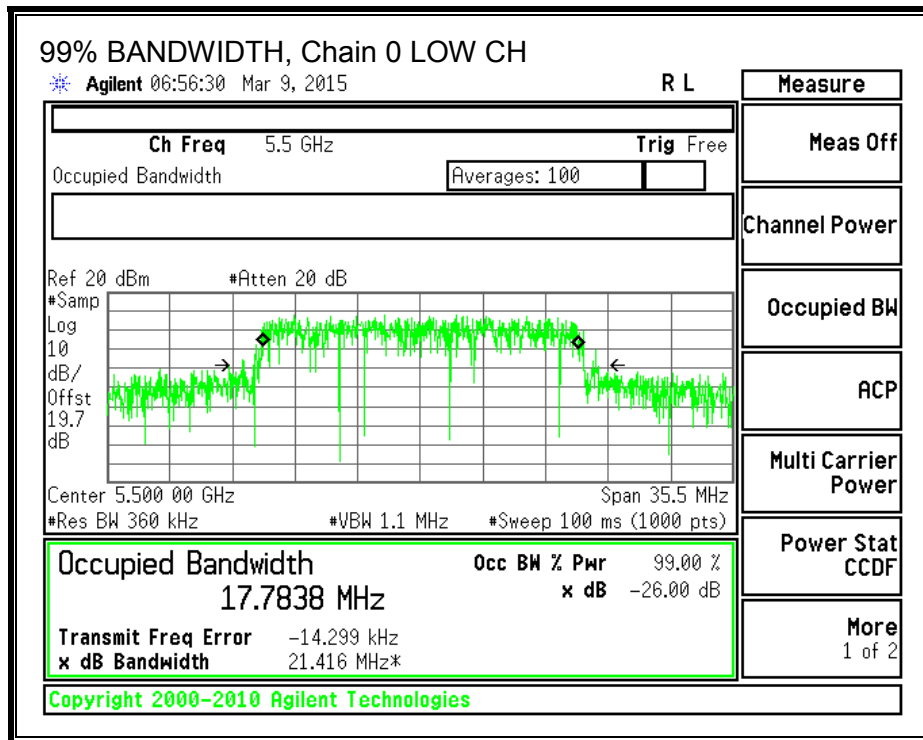 99% BANDWIDTH, Chain 0 LOW CH
Agilent 06:56:30 Mar 9, 2015 R L
Measure
Ch Freq 5.5 GHz Trig Free
Occupied Bandwidth Averages: 100
Meas Off
Channel Power
Occupied BW
ACP
Multi Carrier
Power
Power Stat
CCDF
More
1 of 2
Ref 20 dBm #Atten 20 dB
#Samp
Log
10
dB/
Offst
19.7
dB
Center 5.500 00 GHz Span 35.5 MHz
#Res BW 360 kHz #VBW 1.1 MHz #Sweep 100 ms (1000 pts)
Occupied Bandwidth Occ BW % Pwr 99.00 %
17.7838 MHz x dB -26.00 dB
Transmit Freq Error -14.299 kHz
x dB Bandwidth 21.416 MHz*
Copyright 2000-2010 Agilent Technologies